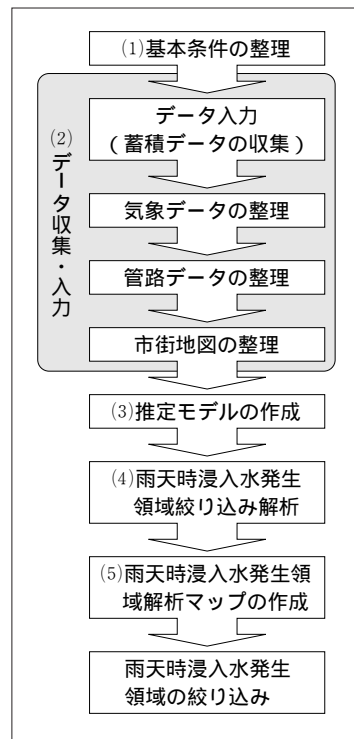 ⑴基本条件の整理
⑵データ収集・入力
データ入力
(蓄積データの収集)
気象データの整理
管路データの整理
市街地図の整理
⑶推定モデルの作成
⑷雨天時浸入水発生
領域絞り込み解析
⑸雨天時浸入水発生領
域解析マップの作成
雨天時浸入水発生
領域の絞り込み